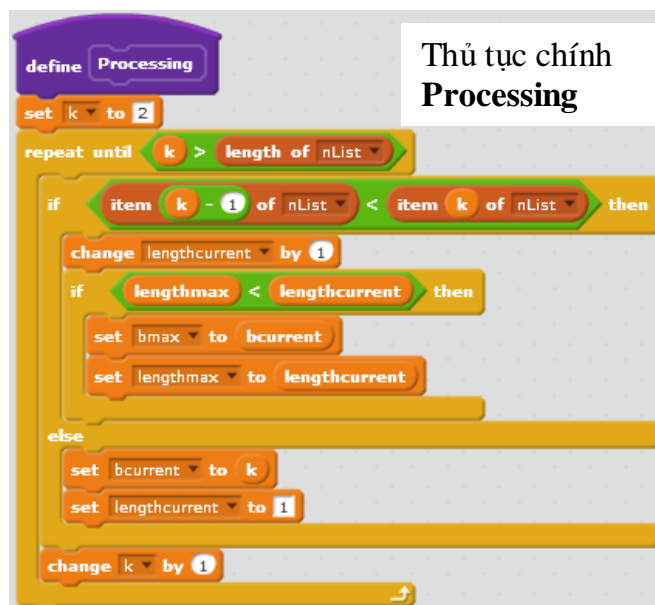 Thủ tục chính
Processing
define Processing
set k to 2
repeat until k > length of nList
if item k - 1 of nList < item k of nList then
change lengthcurrent by 1
if lengthmax < lengthcurrent then
set bmax to bcurrent
set lengthmax to lengthcurrent
else
set bcurrent to k
set lengthcurrent to 1
change k by 1